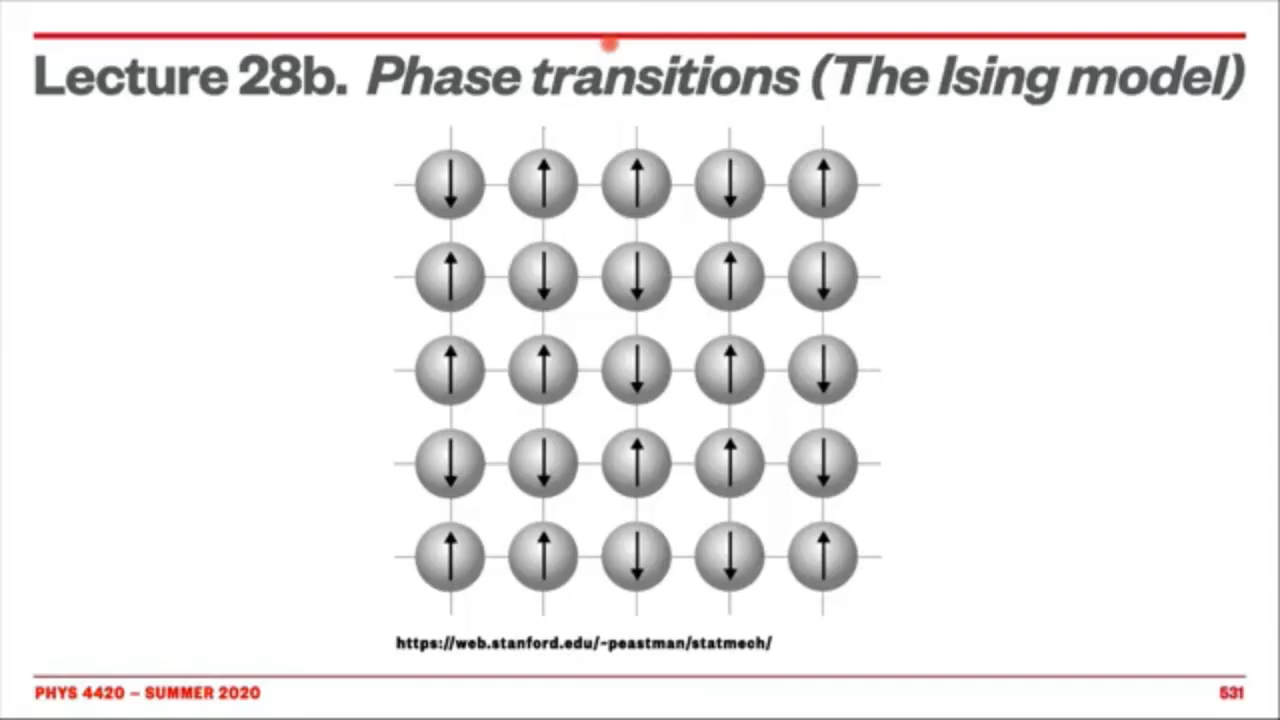 Lecture 28b. Phase transitions (The Ising model)
https://web.stanford.edu/~peastman/statmech/
PHYS 4420 – SUMMER 2020
531